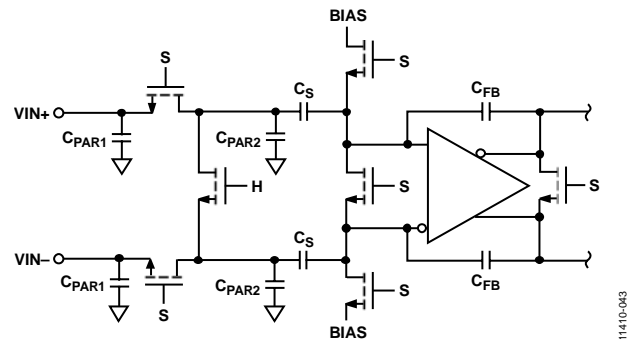 BIAS
S
S
CS
CFB
VIN+
CPAR1
CPAR2
H
S
S
VIN–
CS
CPAR1
CPAR2
S
CFB
S
BIAS
11410-043